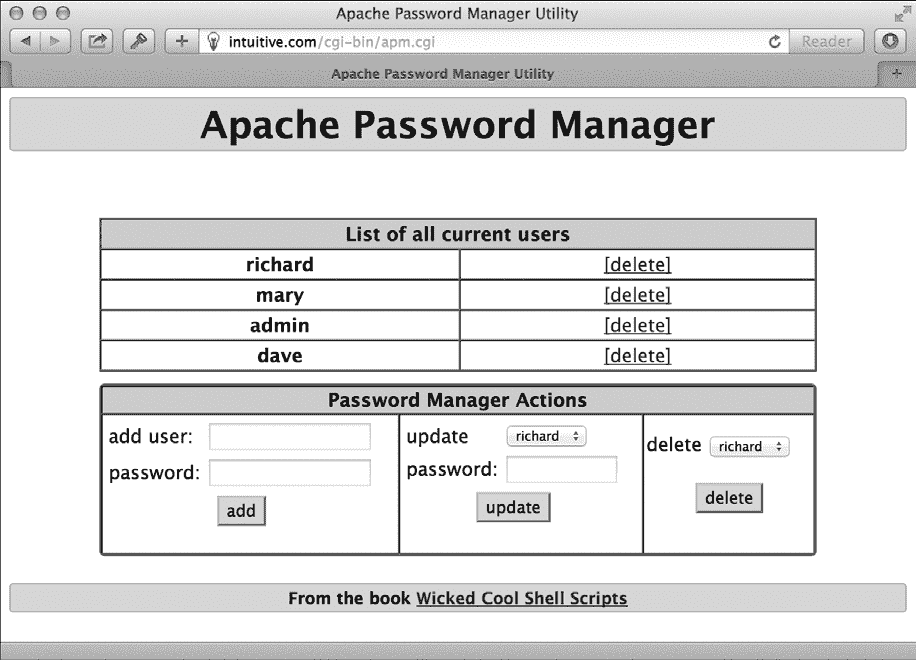 Apache Password Manager Utility
intuitive.com/cgi-bin/apm.cgi
Reader
Apache Password Manager Utility
Apache Password Manager
List of all current users
richard [delete]
mary [delete]
admin [delete]
dave [delete]
Password Manager Actions
add user:
password:
add
update richard
password:
update
delete richard
delete
From the book Wicked Cool Shell Scripts